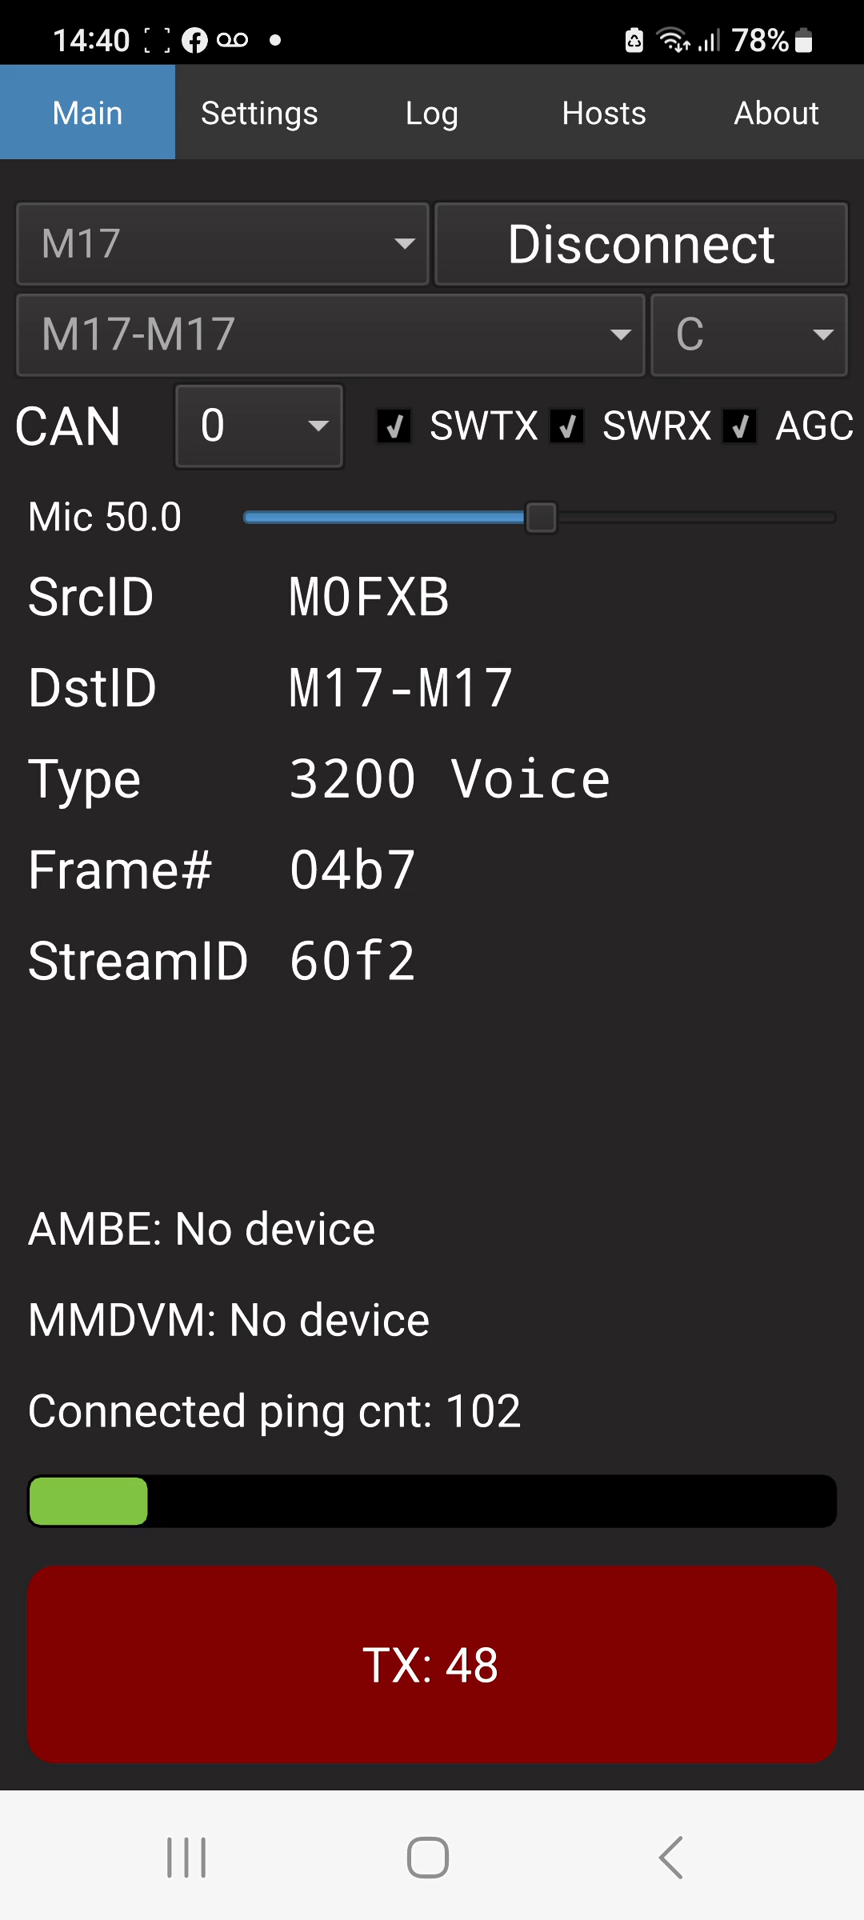 14:40 78%
Main Settings Log Hosts About
M17 Disconnect
M17-M17 C
CAN 0 SWTX SWRX AGC
Mic 50.0
SrcID M0FXB
DstID M17-M17
Type 3200 Voice
Frame# 04b7
StreamID 60f2
AMBE: No device
MMDVM: No device
Connected ping cnt: 102
TX: 48